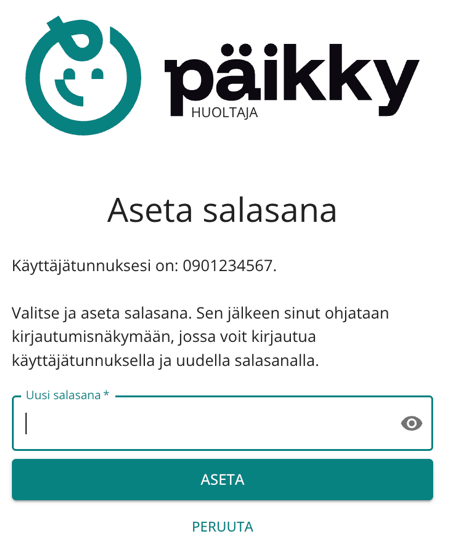 päikky
HUOLTAJA
Aseta salasana
Käyttäjätunnuksesi on: 0901234567.
Valitse ja aseta salasana. Sen jälkeen sinut ohjataan
kirjautumisnäkymään, jossa voit kirjautua
käyttäjätunnuksella ja uudella salasanalla.
Uusi salasana *
ASETA
PERUUTA